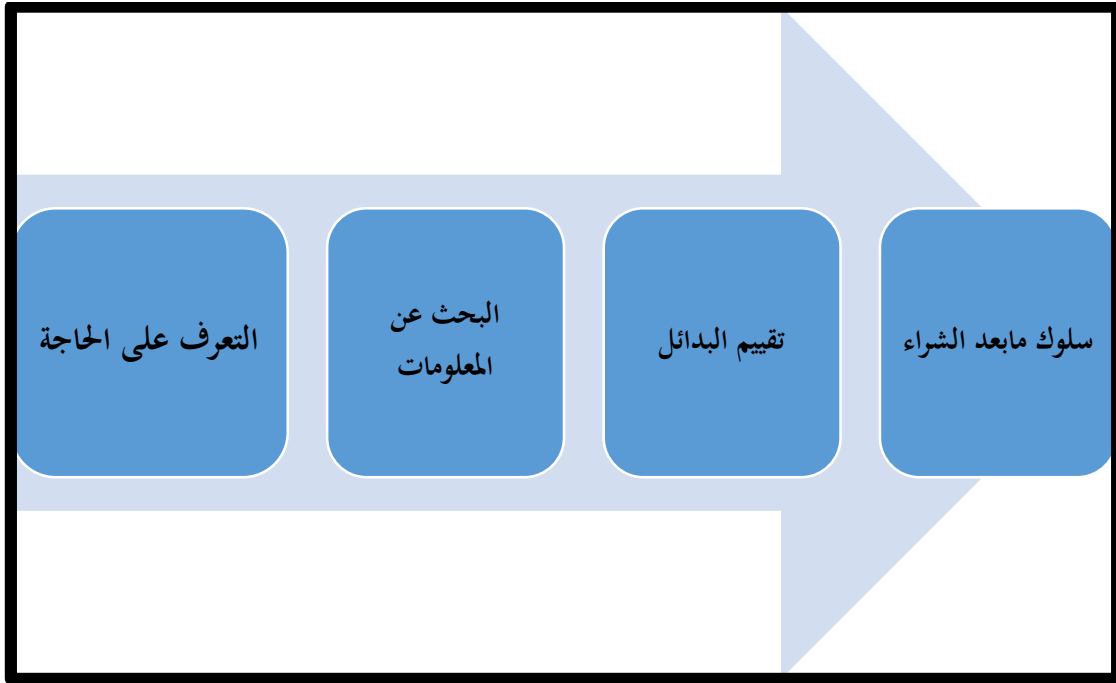 التعرف على الحاجة
البحث عن
المعلومات
تقييم البدائل
سلوك مابعد الشراء